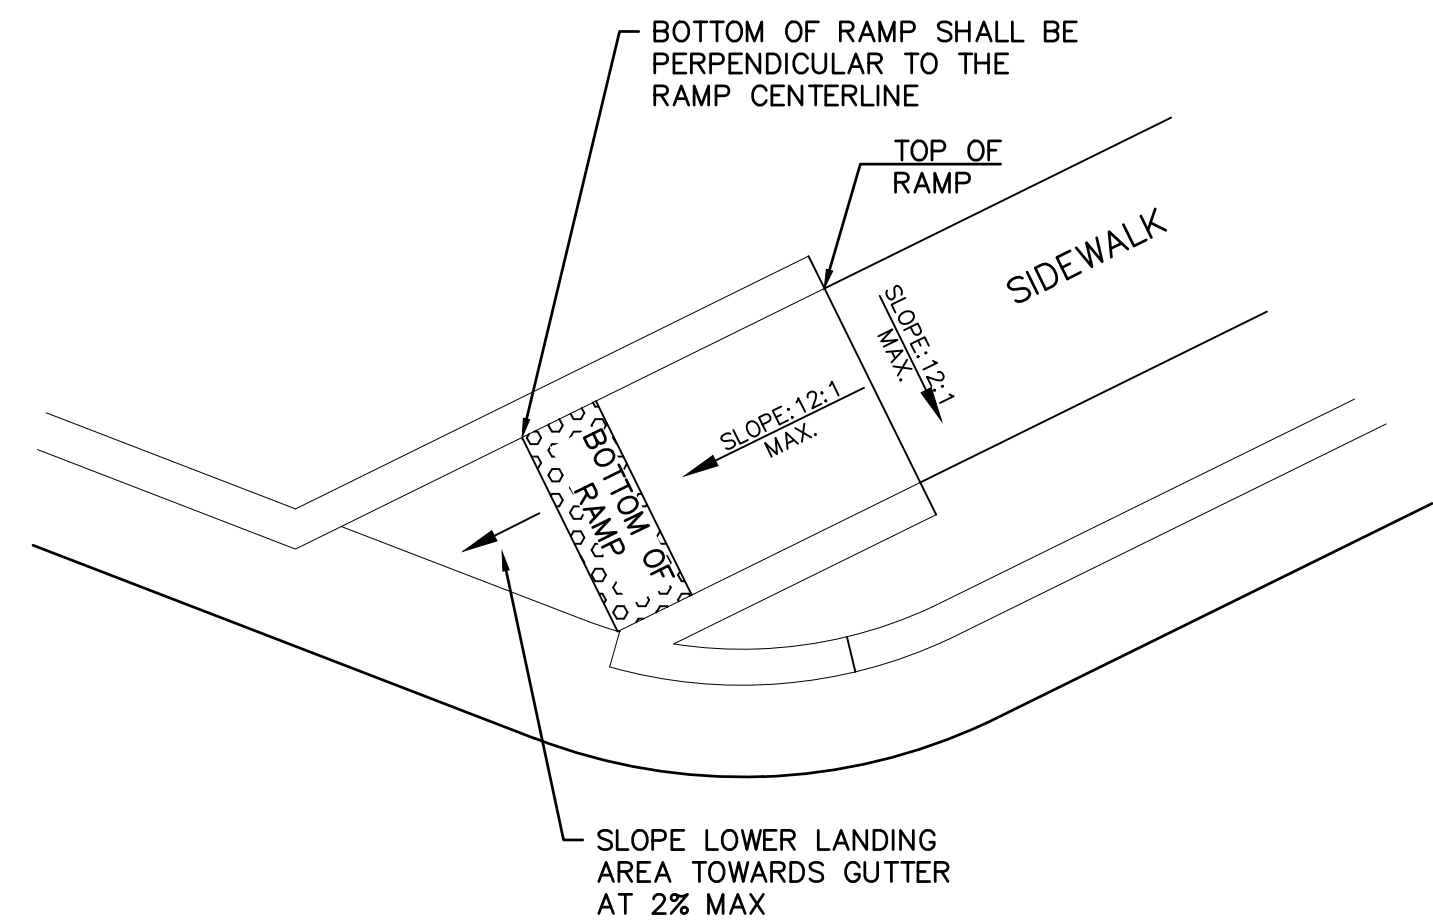 BOTTOM OF RAMP SHALL BE
PERPENDICULAR TO THE
RAMP CENTERLINE
TOP OF
RAMP
SIDEWALK
SLOPE:12:1
MAX.
SLOPE:12:1
MAX.
BOTTOM OF
RAMP
SLOPE LOWER LANDING
AREA TOWARDS GUTTER
AT 2% MAX